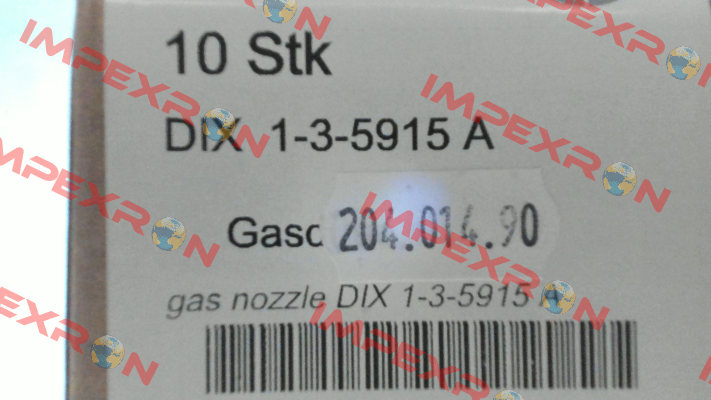 10 Stk
DIX 1-3-5915 A
Gasd 204.014.90
gas nozzle DIX 1-3-5915 A
IMPEXRON